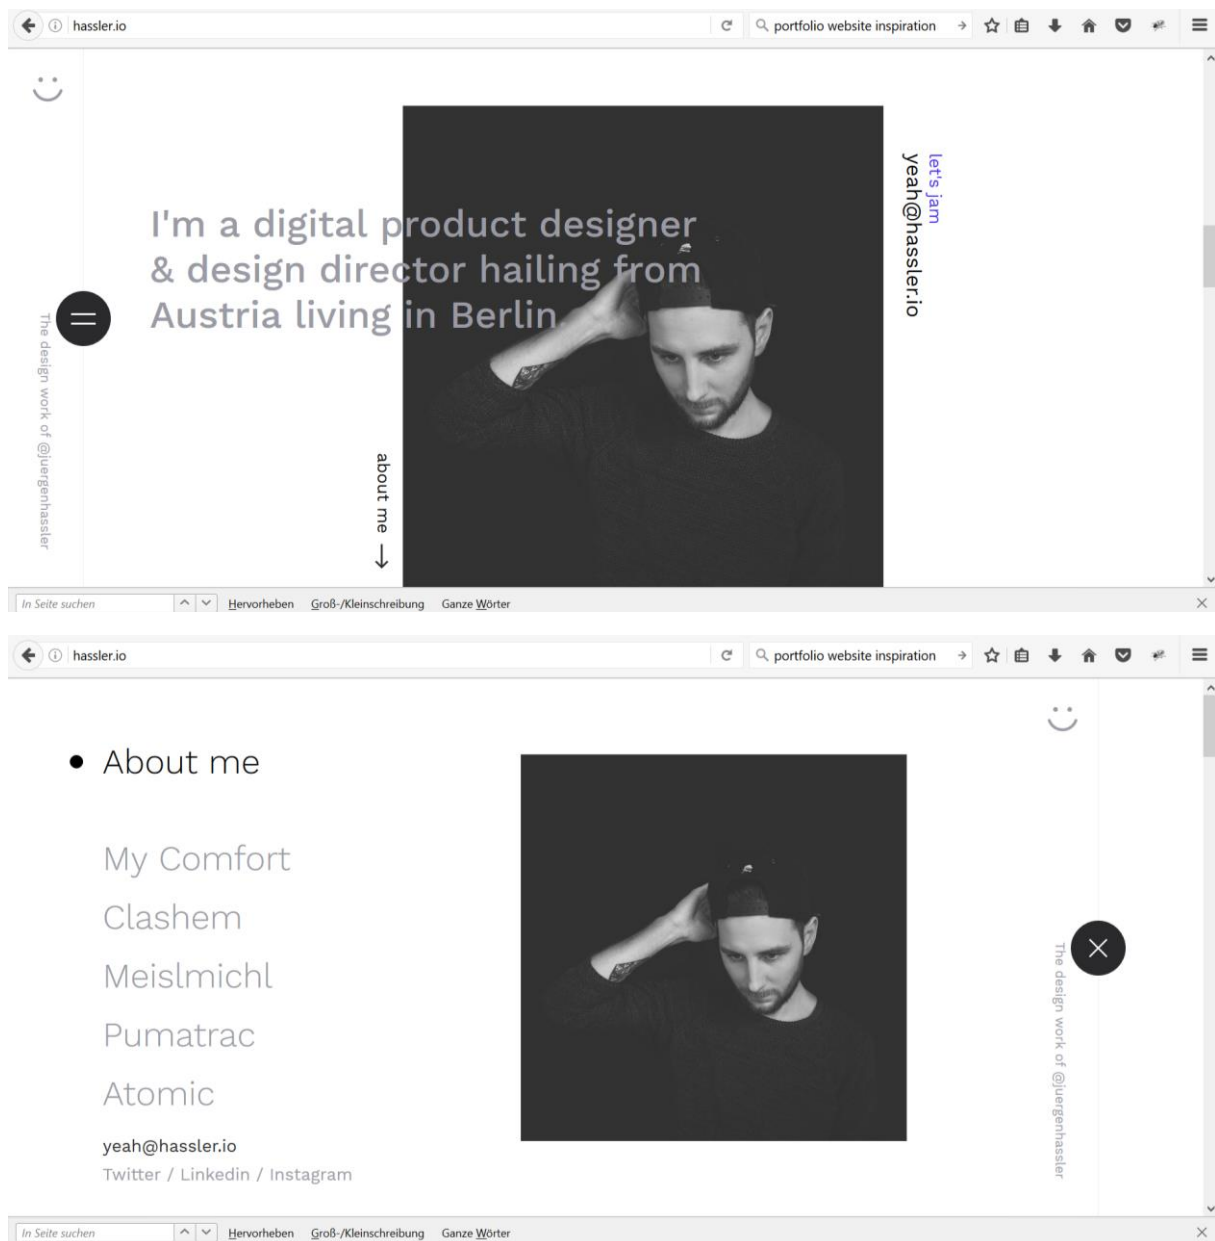 hassler.io
portfolio website inspiration
let's jam
yeah@hassler.io
I'm a digital product designer
& design director hailing from
Austria living in Berlin.
The design work of @juergenhassler
about me
In Seite suchen
Hervorheben
Groß-/Kleinschreibung
Ganze Wörter
hassler.io
portfolio website inspiration
About me
My Comfort
Clashem
Meislmichl
Pumatrac
Atomic
yeah@hassler.io
Twitter / Linkedin / Instagram
The design work of @juergenhassler
In Seite suchen
Hervorheben
Groß-/Kleinschreibung
Ganze Wörter